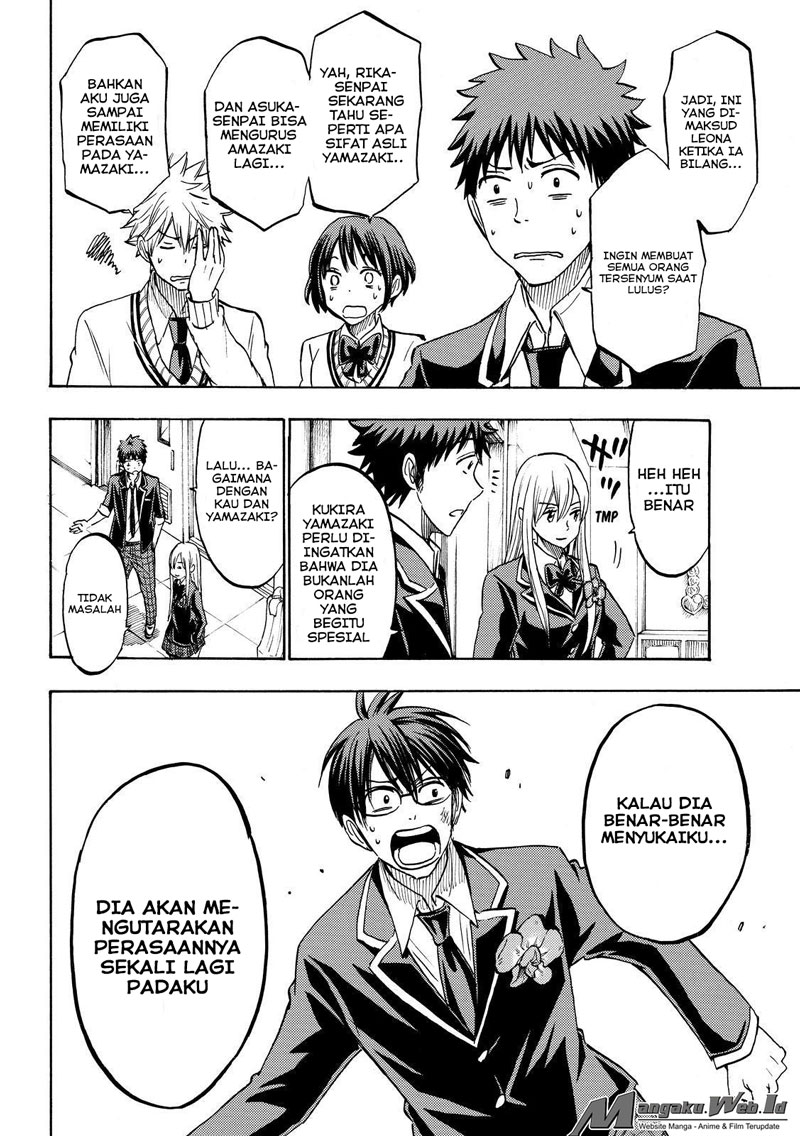 JADI, INI
YANG DI-
MAKSUD
LEONA
KETIKA IA
BILANG...
INGIN MEMBUAT
SEMUA ORANG
TERSENYUM SAAT
LULUS?
YAH, RIKA-
SENPAI
SEKARANG
TAHU SE-
PERTI APA
SIFAT ASLI
YAMAZAKI...
DAN ASUKA-
SENPAI BISA
MENGURUS
AMAZAKI
LAGI...
BAHKAN
AKU JUGA
SAMPAI
MEMILIKI
PERASAAN
PADA YA-
MAZAKI...
HEH HEH
...ITU
BENAR
TMP
KUKIRA
YAMAZAKI
PERLU DI-
INGATKAN
BAHWA DIA
BUKANLAH
ORANG
YANG
BEGITU
SPESIAL
LALU... BA-
GAIMANA
DENGAN
KAU DAN
YAMAZAKI?
TIDAK
MASALAH
KALAU DIA
BENAR-BENAR
MENYUKAIKU...
DIA AKAN ME-
NGUTARAKAN
PERASAANNYA
SEKALI LAGI
PADAKU
Mangaku.Web.Id
Website Manga - Anime & Film Terupdate